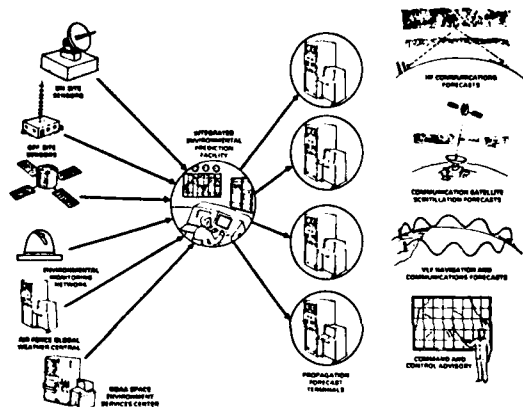 ON SITE
SENSORS
OFF SITE
SENSORS
ENVIRONMENTAL
MONITORING
NETWORK
AIR FORCE GLOBAL
WEATHER CENTRAL
NOAA SPACE
ENVIRONMENT
SERVICES CENTER
INTEGRATED
ENVIRONMENTAL
PREDICTION
FACILITY
PROPAGATION
FORECAST
TERMINALS
HF COMMUNICATIONS
FORECASTS
COMMUNICATION SATELLITE
SCINTILLATION FORECASTS
VLF NAVIGATION AND
COMMUNICATIONS FORECASTS
COMMAND AND
CONTROL ADVISORY